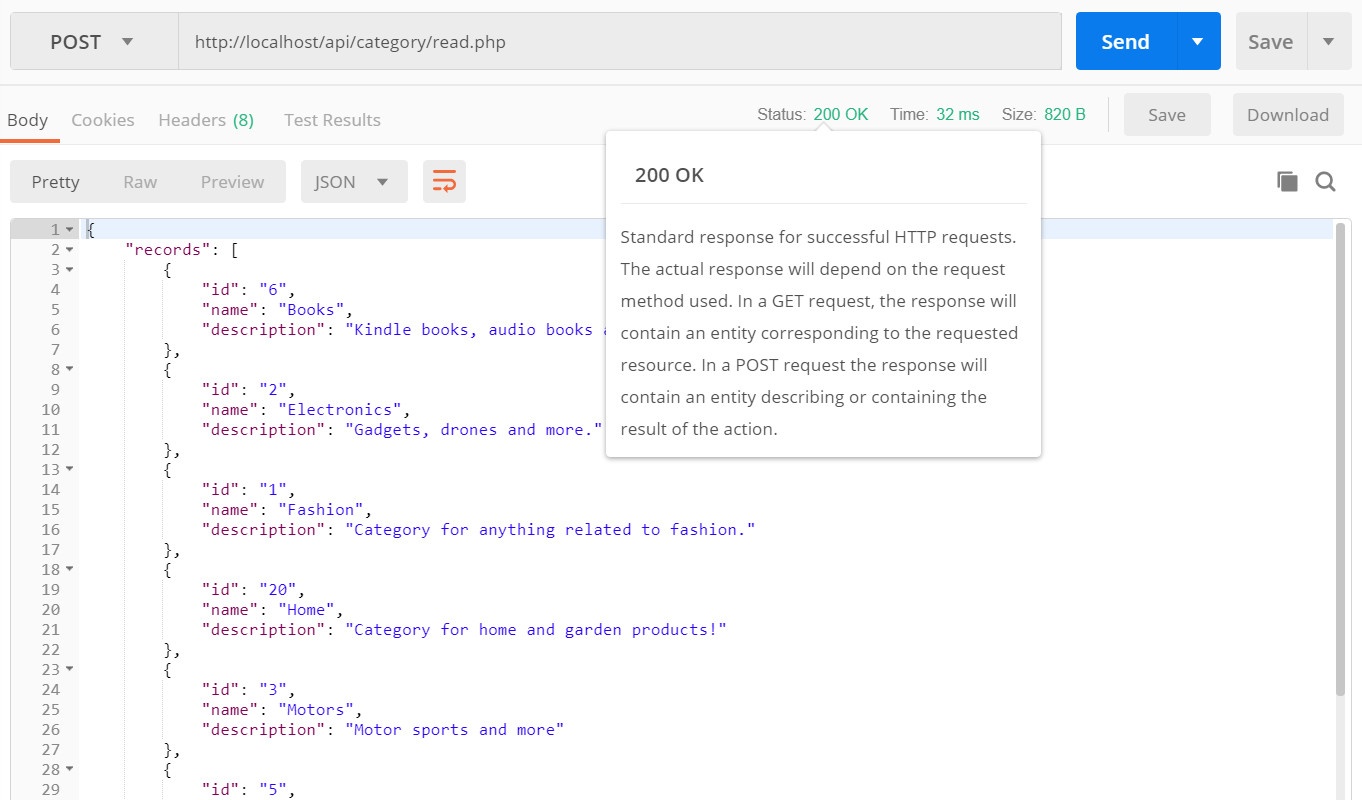 POST http://localhost/api/category/read.php Send Save
Body Cookies Headers (8) Test Results Status: 200 OK Time: 32 ms Size: 820 B Save Download
Pretty Raw Preview JSON
200 OK
Standard response for successful HTTP requests.
The actual response will depend on the request
method used. In a GET request, the response will
contain an entity corresponding to the requested
resource. In a POST request the response will
contain an entity describing or containing the
result of the action.
1 {
2 "records": [
3 {
4 "id": "6",
5 "name": "Books",
6 "description": "Kindle books, audio books
7 },
8 {
9 "id": "2",
10 "name": "Electronics",
11 "description": "Gadgets, drones and more."
12 },
13 {
14 "id": "1",
15 "name": "Fashion",
16 "description": "Category for anything related to fashion."
17 },
18 {
19 "id": "20",
20 "name": "Home",
21 "description": "Category for home and garden products!"
22 },
23 {
24 "id": "3",
25 "name": "Motors",
26 "description": "Motor sports and more"
27 },
28 {
29 "id": "5",